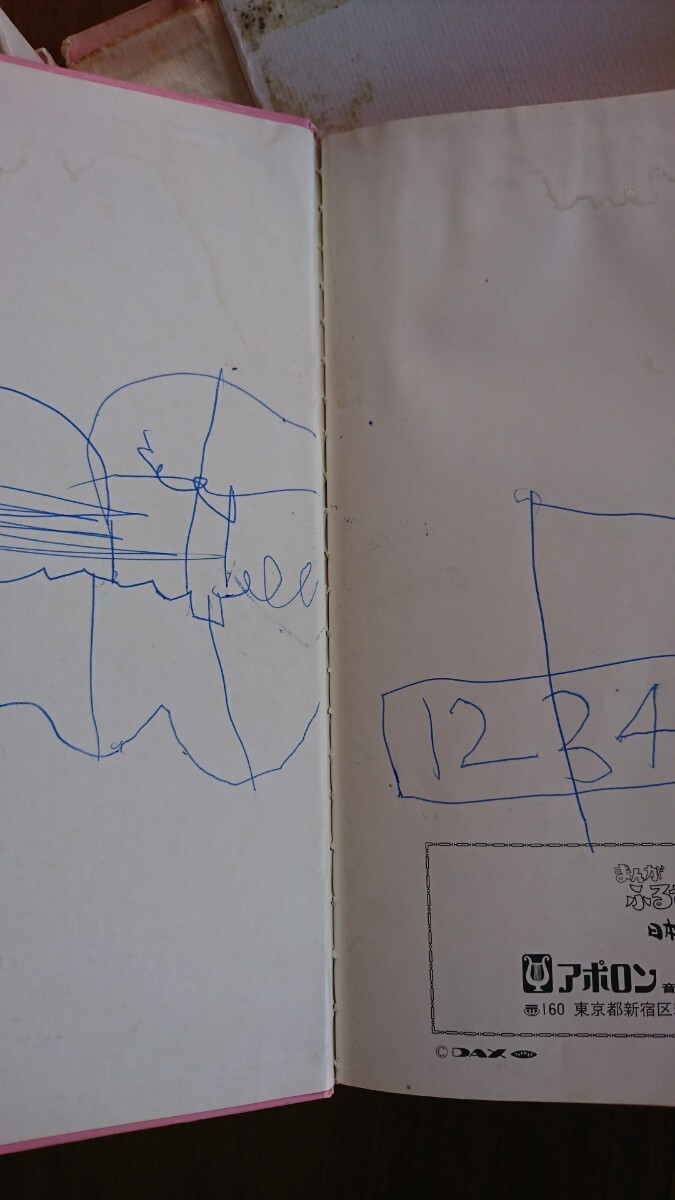 1234
まんが
ふる
日本
アポロン 音
〠160 東京都新宿区
© DAX